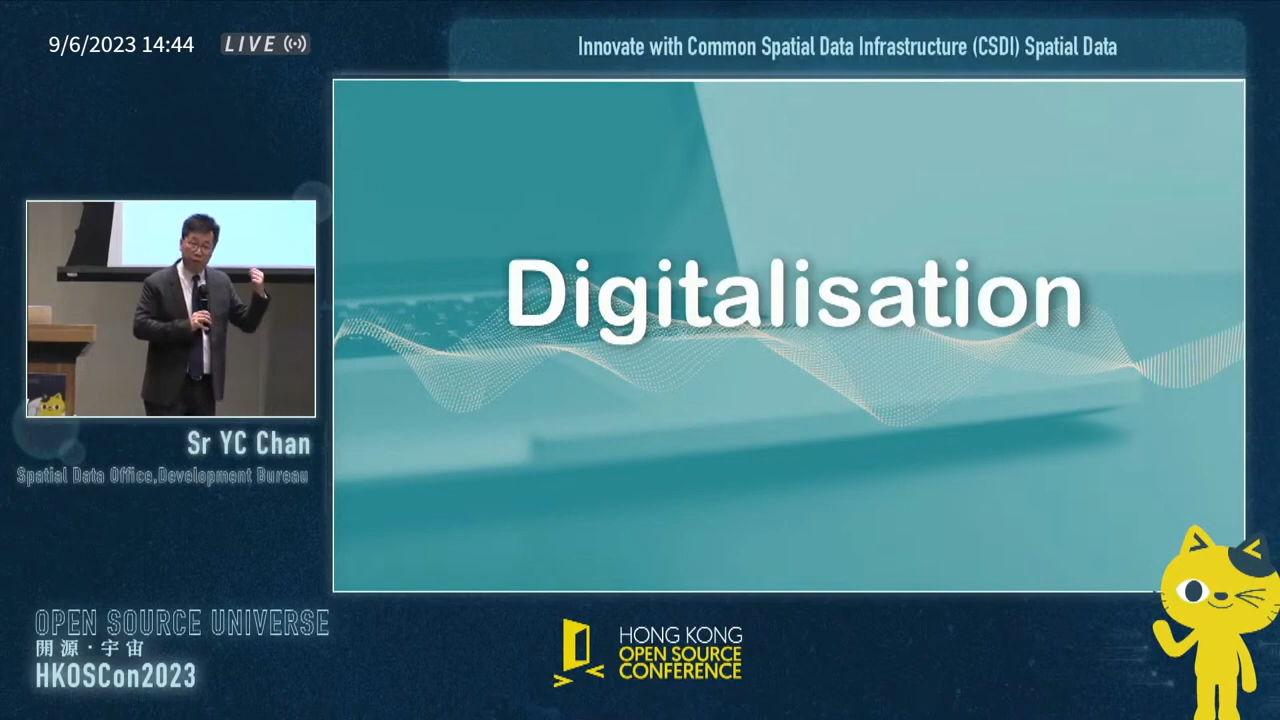 9/6/2023 14:44
LIVE
Innovate with Common Spatial Data Infrastructure (CSDI) Spatial Data
Digitalisation
Sr YC Chan
Spatial Data Office,Development Bureau
OPEN SOURCE UNIVERSE
開源·宇宙
HKOSCon2023
HONG KONG
OPEN SOURCE
CONFERENCE